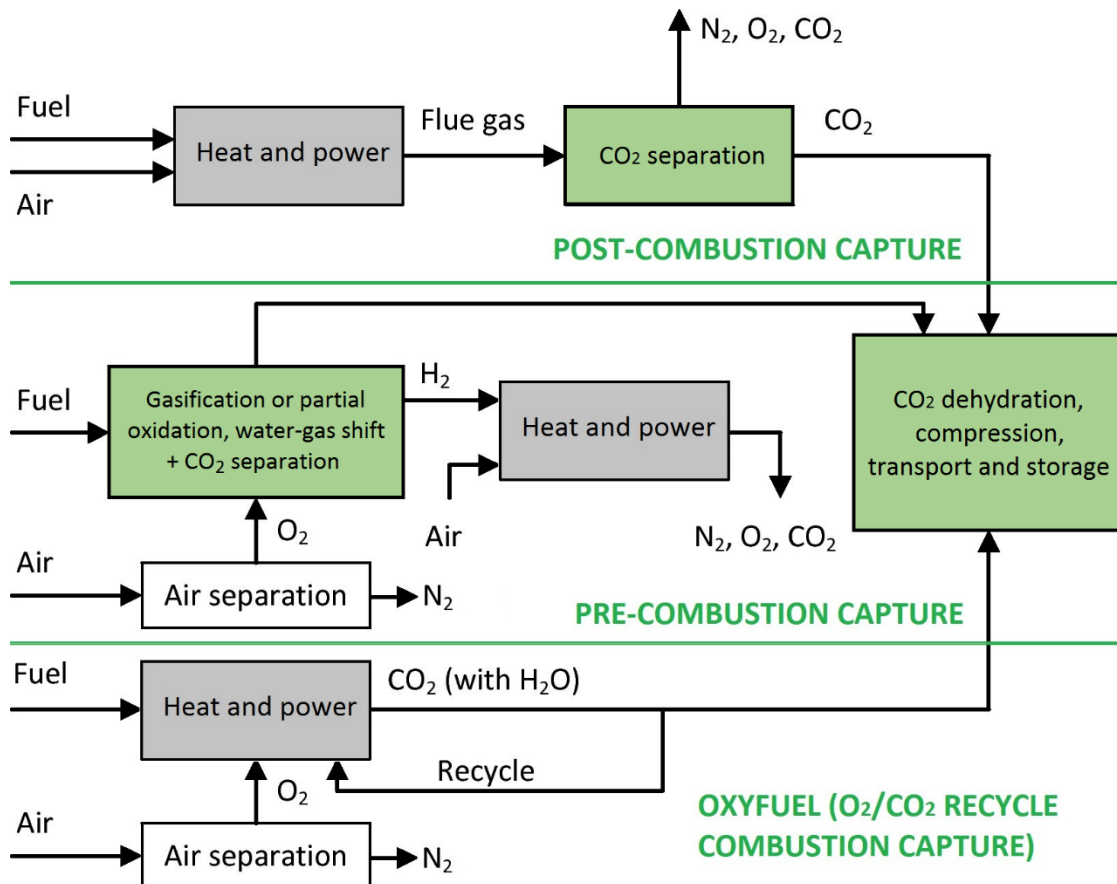 N₂, O₂, CO₂
Fuel
Air
Heat and power
Flue gas
CO₂ separation
CO₂
POST-COMBUSTION CAPTURE
Fuel
Gasification or partial
oxidation, water-gas shift
+ CO₂ separation
H₂
Heat and power
Air
N₂, O₂, CO₂
CO₂ dehydration,
compression,
transport and storage
O₂
Air
Air separation
N₂
PRE-COMBUSTION CAPTURE
Fuel
Heat and power
CO₂ (with H₂O)
Recycle
O₂
Air
Air separation
N₂
OXYFUEL (O₂/CO₂ RECYCLE
COMBUSTION CAPTURE)